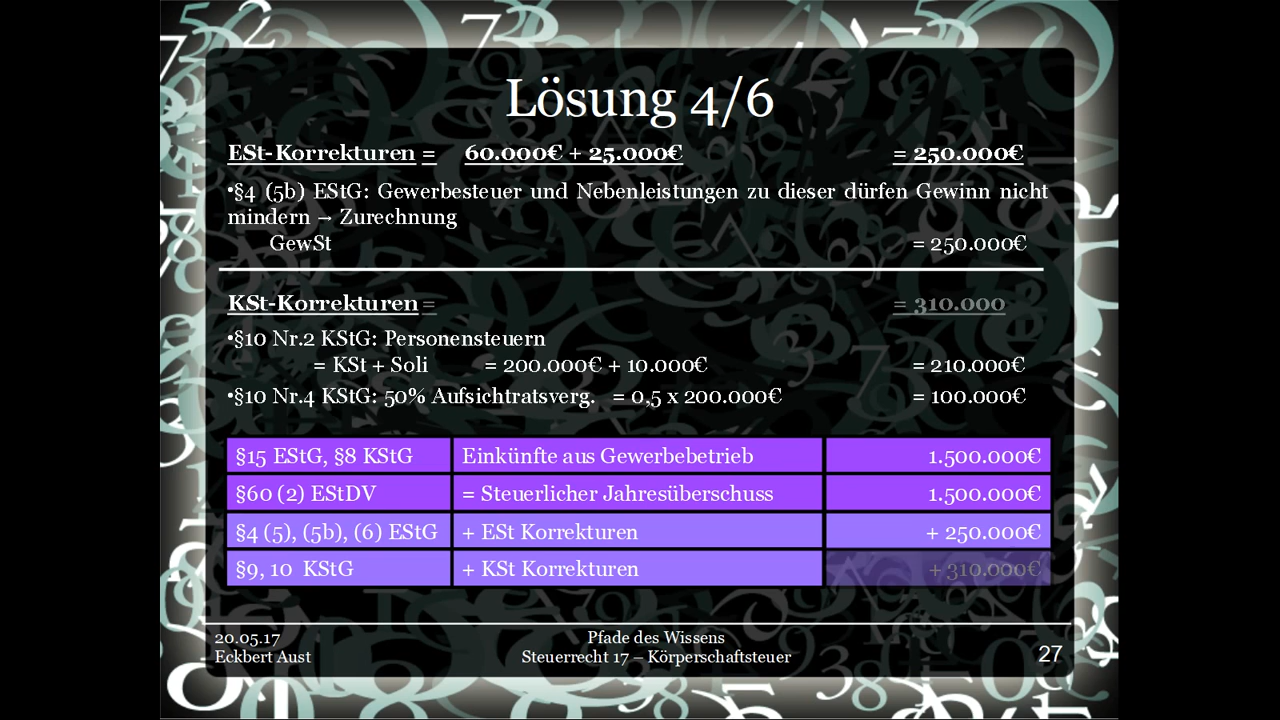 Lösung 4/6
ESt-Korrekturen = 60.000€ + 25.000€ = 250.000€
•§4 (5b) EStG: Gewerbesteuer und Nebenleistungen zu dieser dürfen Gewinn nicht
mindern → Zurechnung
GewSt = 250.000€
KSt-Korrekturen = = 310.000
•§10 Nr.2 KStG: Personensteuern
= KSt + Soli = 200.000€ + 10.000€ = 210.000€
•§10 Nr.4 KStG: 50% Aufsichtratsverg. = 0,5 x 200.000€ = 100.000€
§15 EStG, §8 KStG Einkünfte aus Gewerbebetrieb 1.500.000€
§60 (2) EStDV = Steuerlicher Jahresüberschuss 1.500.000€
§4 (5), (5b), (6) EStG + ESt Korrekturen + 250.000€
§9, 10 KStG + KSt Korrekturen + 310.000€
20.05.17 Pfade des Wissens
Eckbert Aust Steuerrecht 17 – Körperschaftsteuer 27